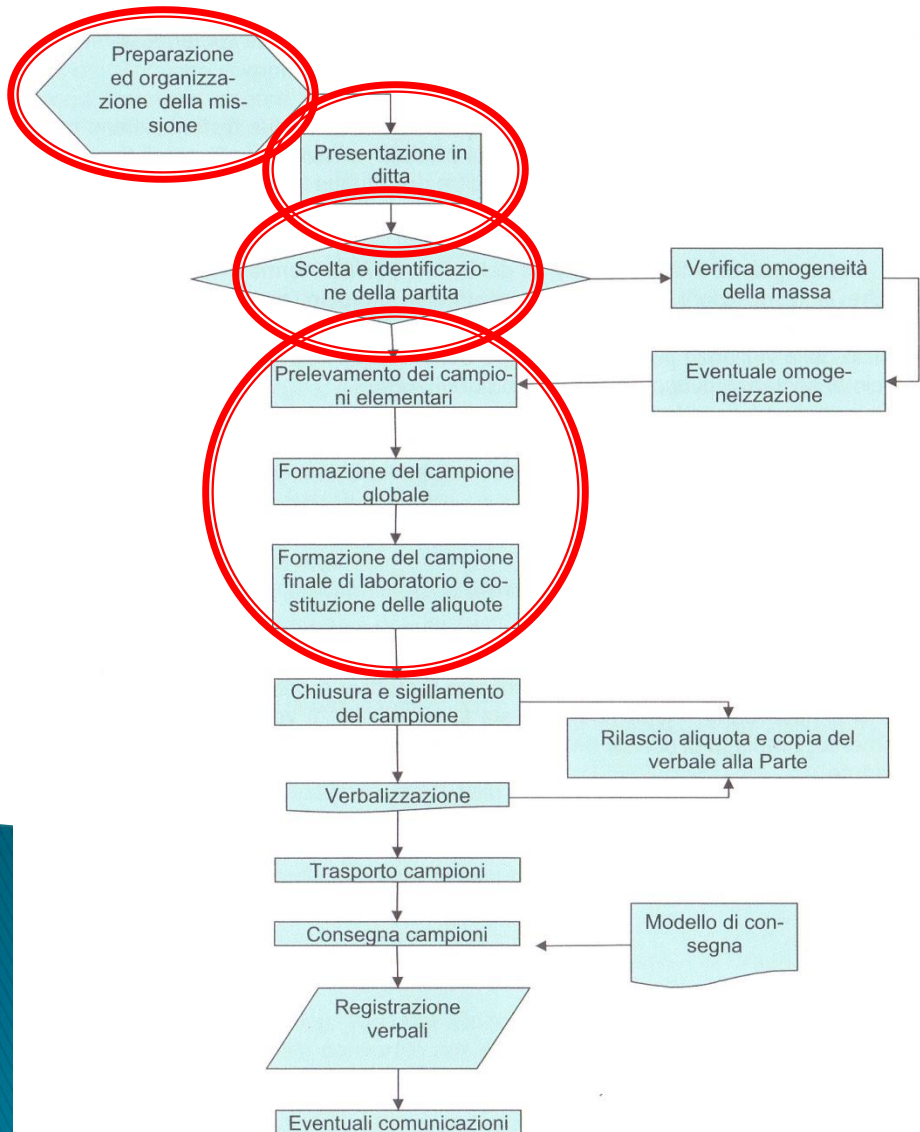 Preparazione
ed organizza-
zione della mis-
sione
Presentazione in
ditta
Scelta e identificazio-
ne della partita
Verifica omogeneità
della massa
Eventuale omoge-
neizzazione
Prelevamento dei campio-
ni elementari
Formazione del campione
globale
Formazione del campione
finale di laboratorio e co-
stituzione delle aliquote
Chiusura e sigillamento
del campione
Rilascio aliquota e copia del
verbale alla Parte
Verbalizzazione
Trasporto campioni
Consegna campioni
Modello di con-
segna
Registrazione
verbali
Eventuali comunicazioni